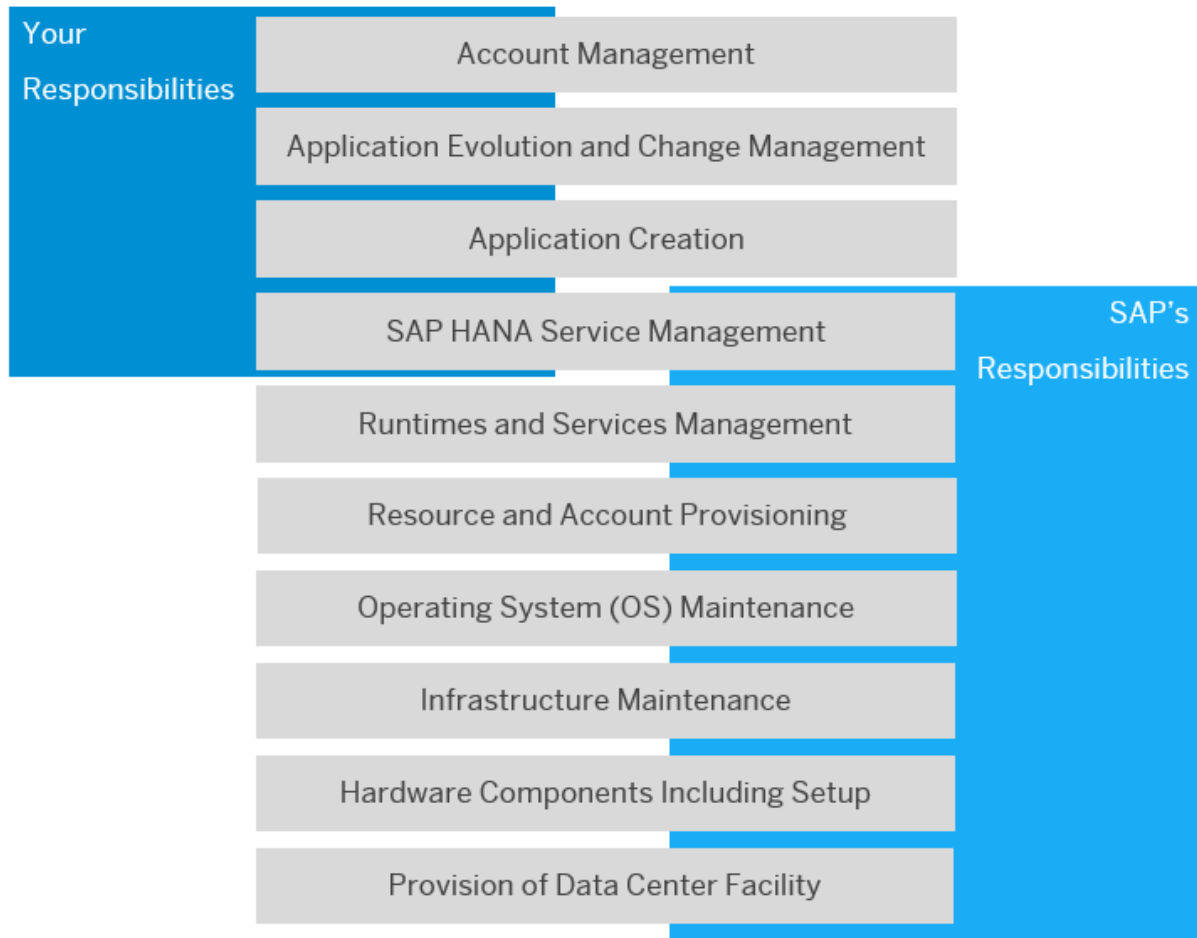 Your
Responsibilities
Account Management
Application Evolution and Change Management
Application Creation
SAP HANA Service Management
SAP's
Responsibilities
Runtimes and Services Management
Resource and Account Provisioning
Operating System (OS) Maintenance
Infrastructure Maintenance
Hardware Components Including Setup
Provision of Data Center Facility